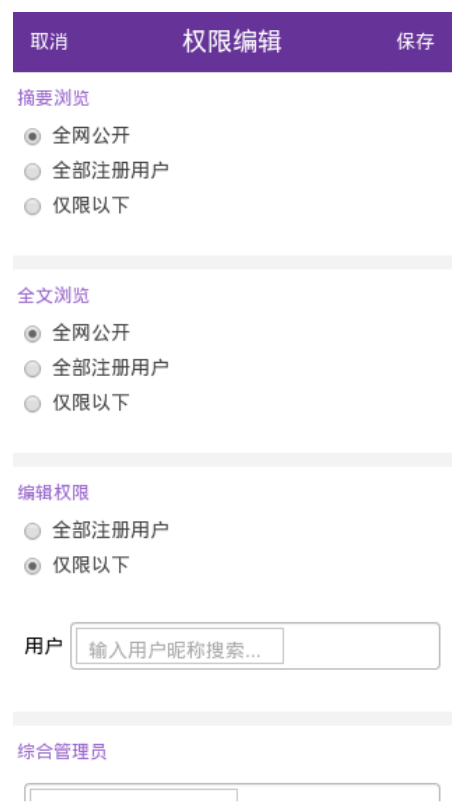 取消 权限编辑 保存
摘要浏览
全网公开
全部注册用户
仅限以下
全文浏览
全网公开
全部注册用户
仅限以下
编辑权限
全部注册用户
仅限以下
用户 输入用户昵称搜索...
综合管理员